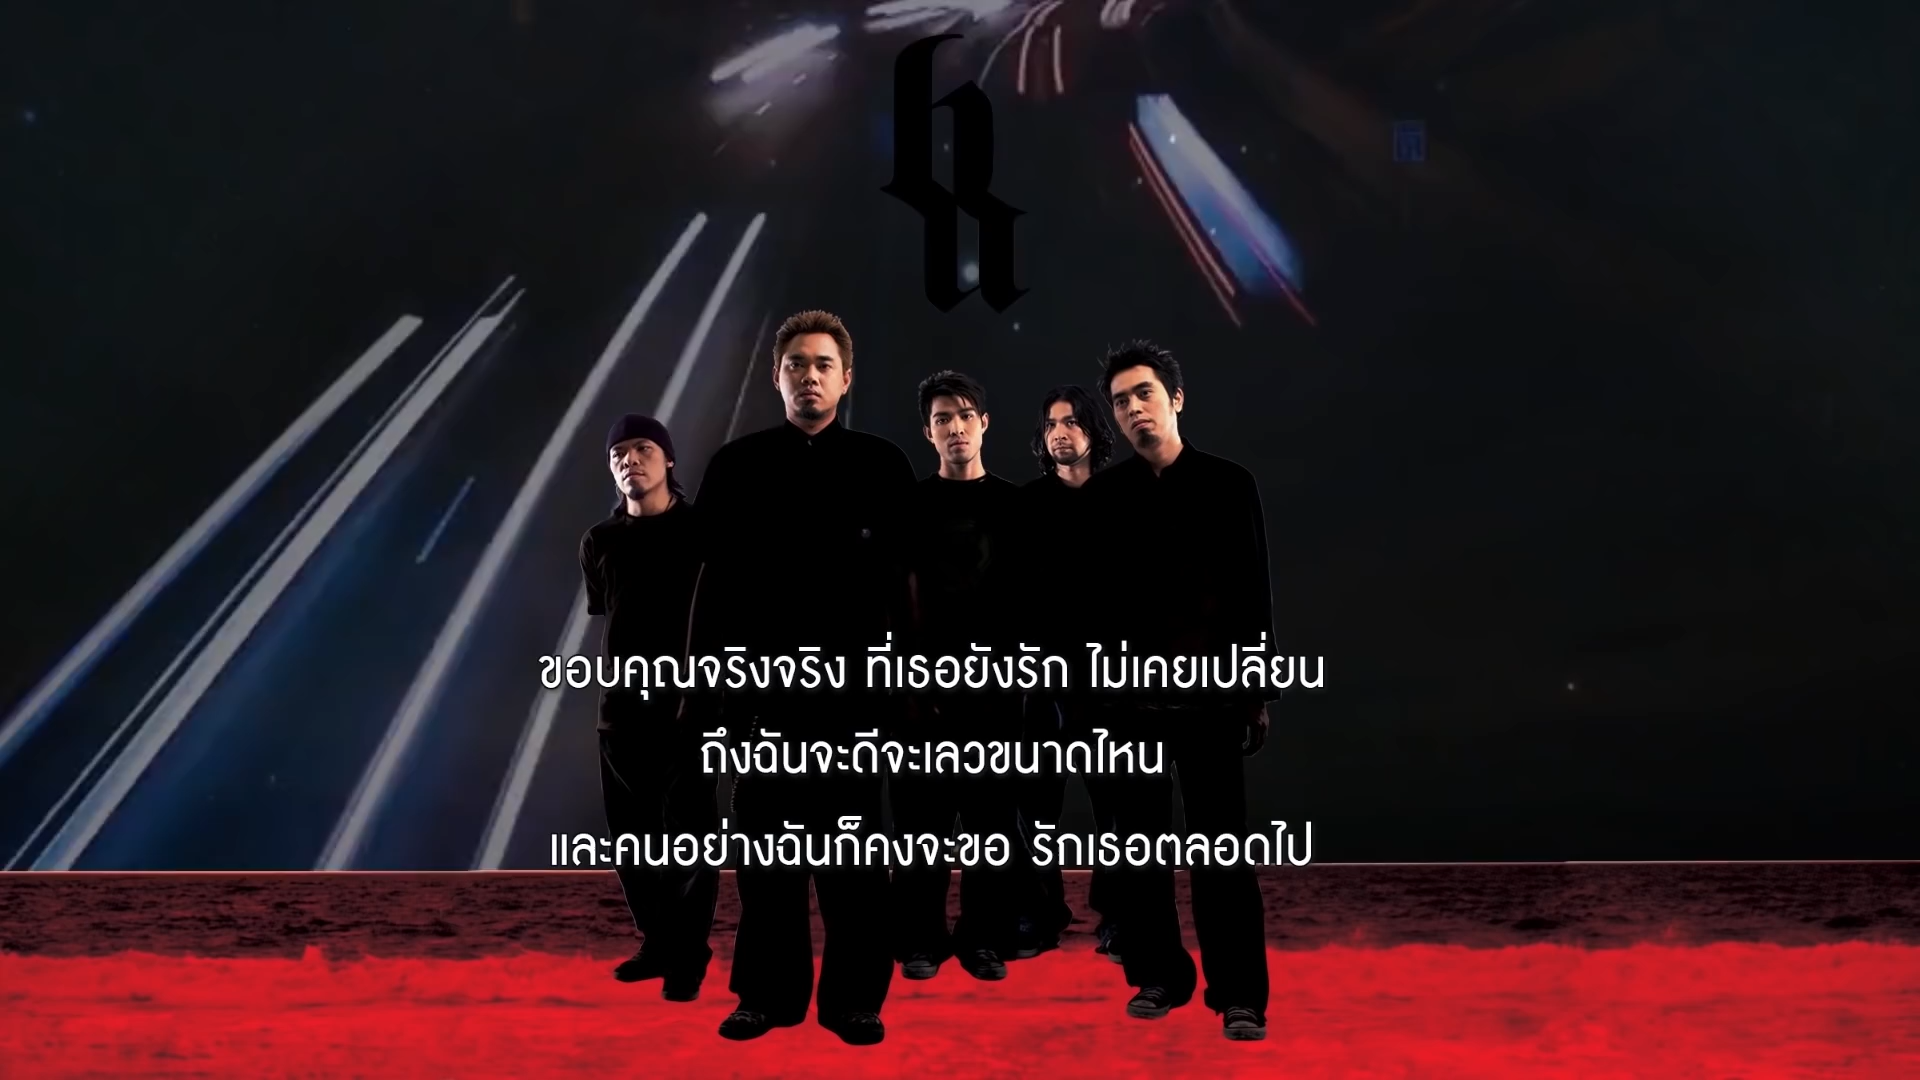 ขอบคุณจริงจริง ที่เธอยังรัก ไม่เคยเปลี่ยน
ถึงฉันจะดีจะเลวขนาดไหน
และคนอย่างฉันก็คงจะขอ รักเธอตลอดไป